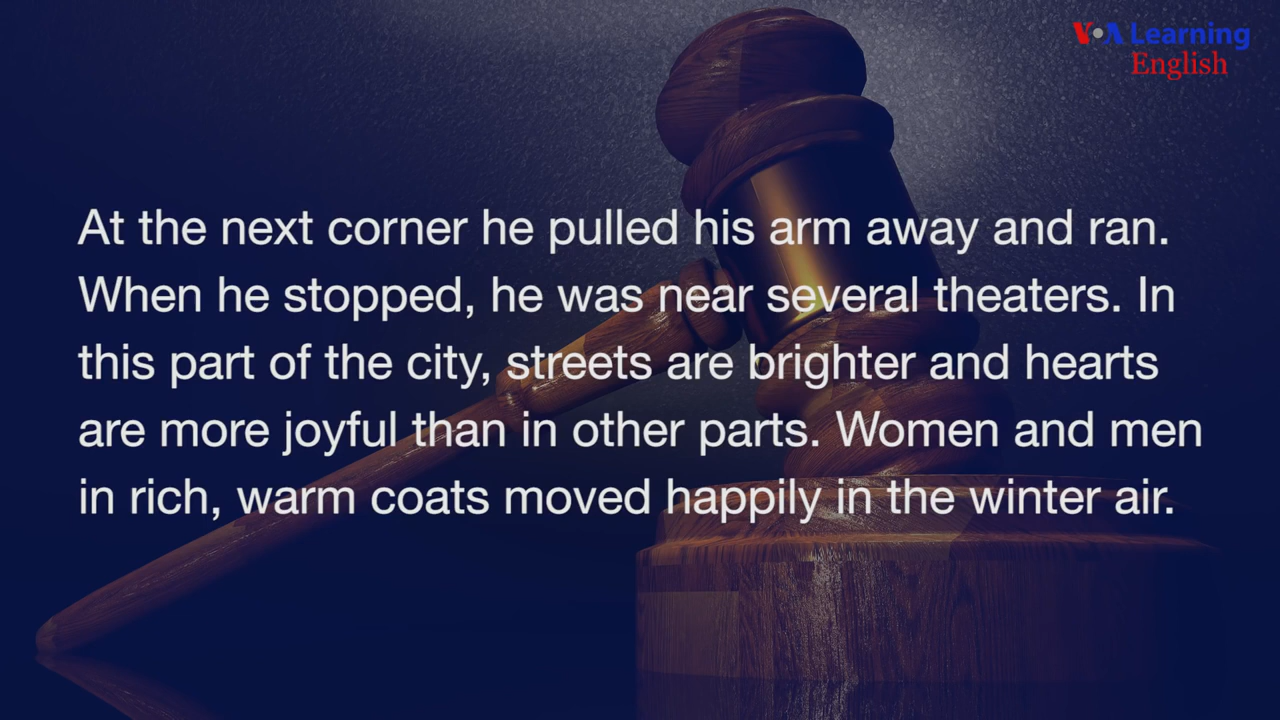 VOA Learning
English
At the next corner he pulled his arm away and ran.
When he stopped, he was near several theaters. In
this part of the city, streets are brighter and hearts
are more joyful than in other parts. Women and men
in rich, warm coats moved happily in the winter air.